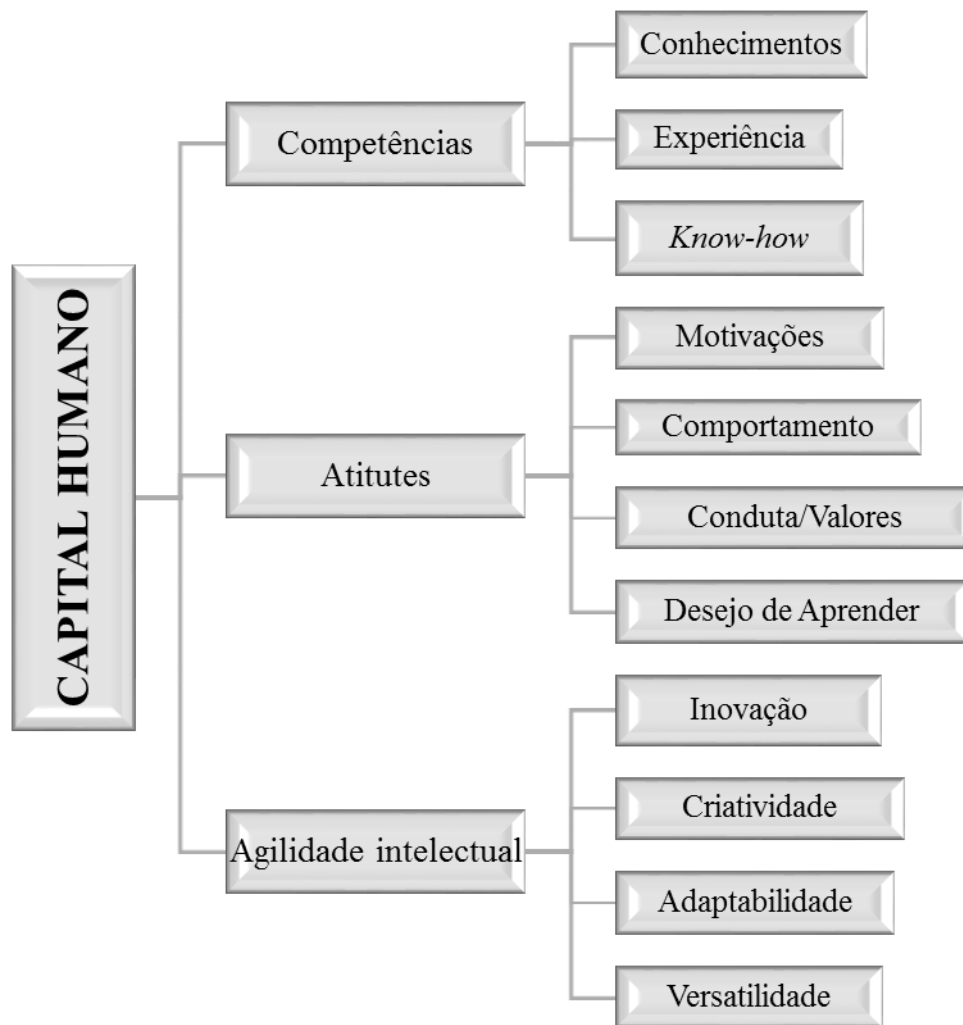 CAPITAL HUMANO
Competências
Conhecimentos
Experiência
Know-how
Atitutes
Motivações
Comportamento
Conduta/Valores
Desejo de Aprender
Agilidade intelectual
Inovação
Criatividade
Adaptabilidade
Versatilidade